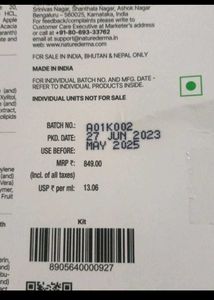 20,
HCL,
Srinivas Nagar, Shanthala Nagar, Ashok Nagar
Bengaluru - 560025, Karnataka, India
For feedback/complaints please write to
Customer Care Executive at Marketer's address
or call at +91-80-693-33762
email at support@naturederma.in
www.naturederma.com
FOR SALE IN INDIA, BHUTAN & NEPAL ONLY
MADE IN INDIA
FOR INDIVIDUAL BATCH NO. AND MFG. DATE -
REFER TO INDIVIDUAL PRODUCTS INSIDE.
INDIVIDUAL UNITS NOT FOR SALE
BATCH NO.: A01K002
PKD. DATE: 27 JUN 2023
USE BEFORE: MAY 2025
MRP ₹: 849.00
(Incl. of all taxes)
USP ₹ per ml: 13.06
Kit
8905640000927